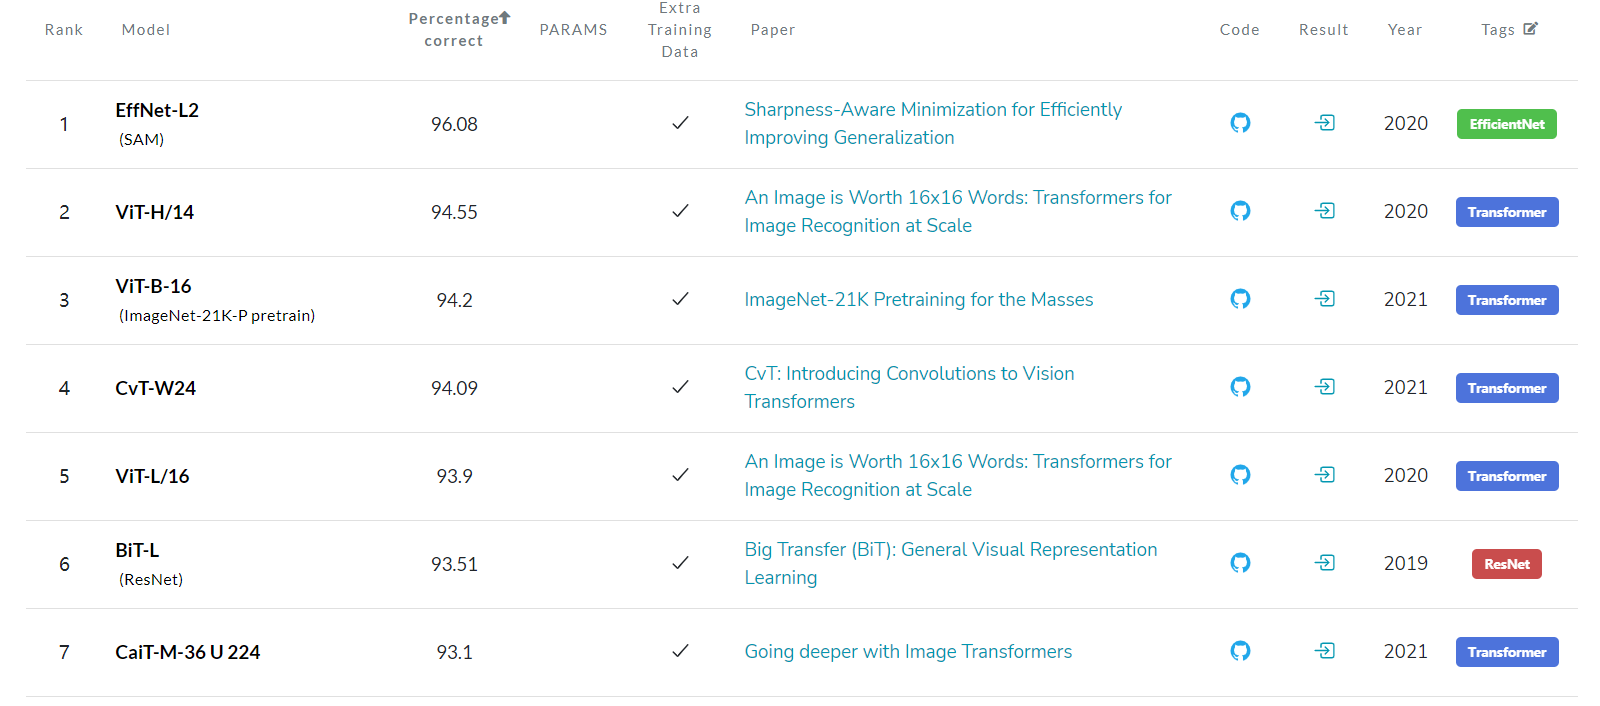 Rank Model Percentage correct PARAMS Extra Training Data Paper Code Result Year Tags
1 EffNet-L2 (SAM) 96.08 ✓ Sharpness-Aware Minimization for Efficiently Improving Generalization 2020 EfficientNet
2 ViT-H/14 94.55 ✓ An Image is Worth 16x16 Words: Transformers for Image Recognition at Scale 2020 Transformer
3 ViT-B-16 (ImageNet-21K-P pretrain) 94.2 ✓ ImageNet-21K Pretraining for the Masses 2021 Transformer
4 CvT-W24 94.09 ✓ CvT: Introducing Convolutions to Vision Transformers 2021 Transformer
5 ViT-L/16 93.9 ✓ An Image is Worth 16x16 Words: Transformers for Image Recognition at Scale 2020 Transformer
6 BiT-L (ResNet) 93.51 ✓ Big Transfer (BiT): General Visual Representation Learning 2019 ResNet
7 CaiT-M-36 U 224 93.1 ✓ Going deeper with Image Transformers 2021 Transformer